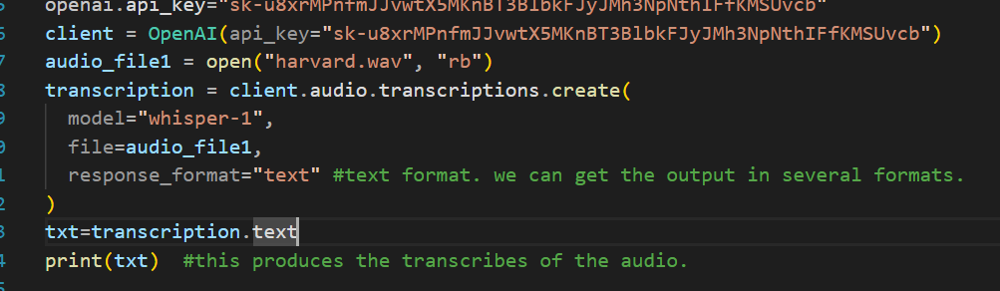 openai.api_key="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"
client = OpenAI(api_key="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")
audio_file1 = open("harvard.wav", "rb")
transcription = client.audio.transcriptions.create(
model="whisper-1",
file=audio_file1,
response_format="text" #text format. we can get the output in several formats.
)
txt=transcription.text
print(txt)  #this produces the transcribes of the audio.